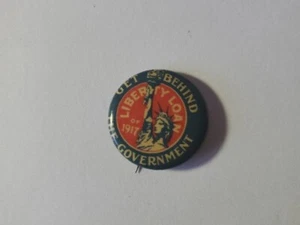 GET BEHIND
THE GOVERNMENT
LIBERTY LOAN
OF
1917